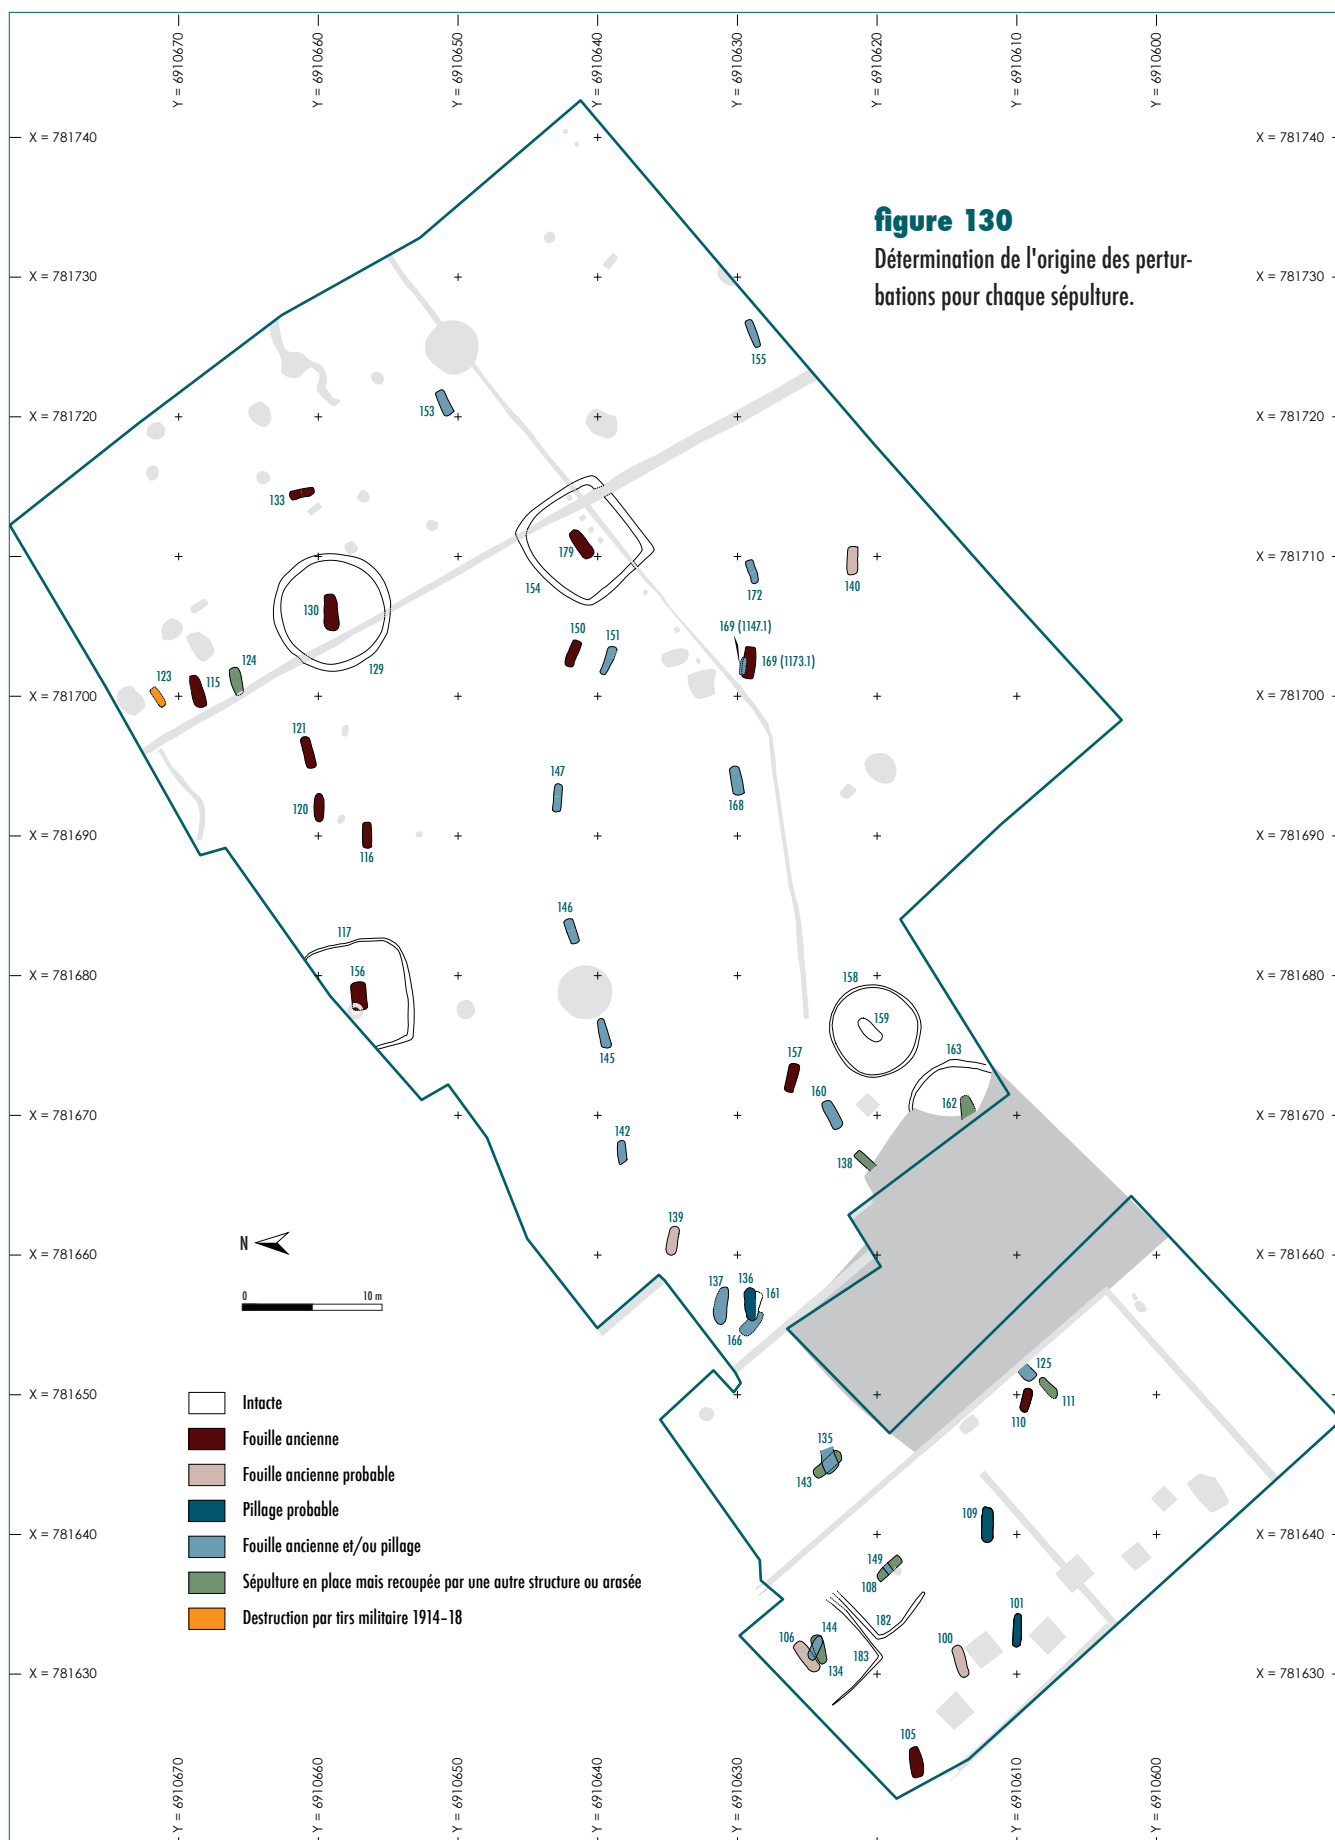 Y = 6910670
Y = 6910660
Y = 6910650
Y = 6910640
Y = 6910630
Y = 6910620
Y = 6910610
Y = 6910600
X = 781740
X = 781740
figure 130
Détermination de l'origine des pertur-
bations pour chaque sépulture.
X = 781730
X = 781730
155
153
X = 781720
X = 781720
133
179
X = 781710
X = 781710
154
172
140
130
150
151
169 (1147.1)
169 (1173.1)
129
124
123
115
X = 781700
X = 781700
121
147
168
120
X = 781690
X = 781690
116
146
117
156
X = 781680
X = 781680
158
159
145
157
163
160
162
X = 781670
X = 781670
142
138
139
N
X = 781660
X = 781660
137
136
161
166
0
10 m
125
111
110
X = 781650
X = 781650
Intacte
Fouille ancienne
Fouille ancienne probable
Pillage probable
Fouille ancienne et/ou pillage
Sépulture en place mais recoupée par une autre structure ou arasée
Destruction par tirs militaire 1914-18
135
143
109
X = 781640
X = 781640
149
108
101
182
106
144
134
183
100
X = 781630
X = 781630
105
Y = 6910670
Y = 6910660
Y = 6910650
Y = 6910640
Y = 6910630
Y = 6910620
Y = 6910610
Y = 6910600